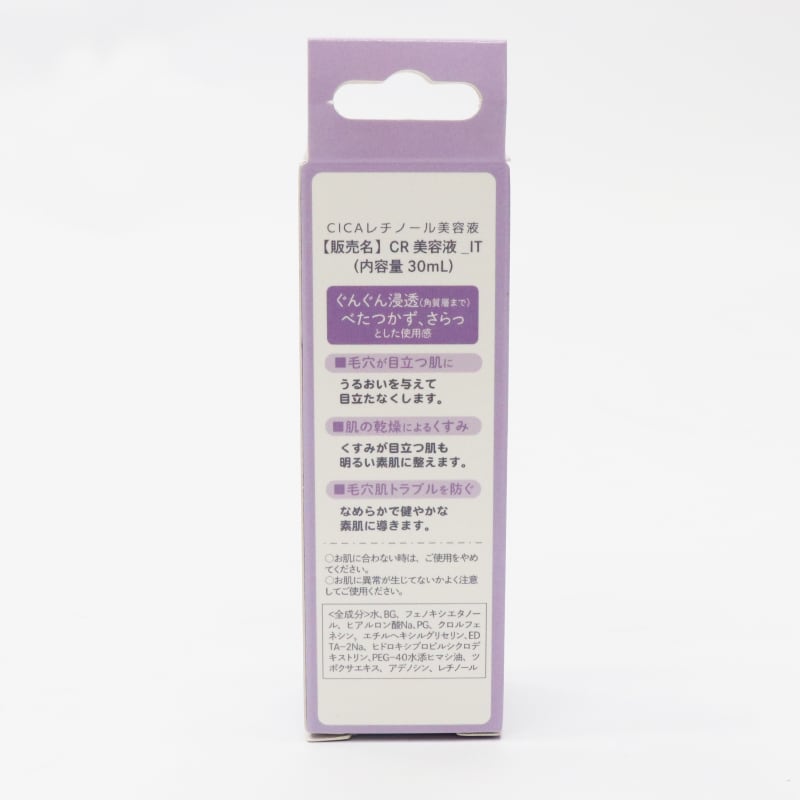 CICAレチノール美容液
【販売名】CR 美容液 _IT
(内容量 30mL)
ぐんぐん浸透(角質層まで)
べたつかず、さらっ
とした使用感
■毛穴が目立つ肌に
うるおいを与えて
目立たなくします。
■肌の乾燥によるくすみ
くすみが目立つ肌も
明るい素肌に整えます。
■毛穴肌トラブルを防ぐ
なめらかで健やかな
素肌に導きます。
○お肌に合わない時は、ご使用をやめ
てください。
○お肌に異常が生じてないかよく注意
してご使用ください。
<全成分>水、BG、フェノキシエタノー
ル、ヒアルロン酸Na、PG、クロルフェ
ネシン、エチルヘキシルグリセリン、ED
TA-2Na、ヒドロキシプロピルシクロデ
キストリン、PEG-40水添ヒマシ油、ツ
ボクサエキス、アデノシン、レチノール